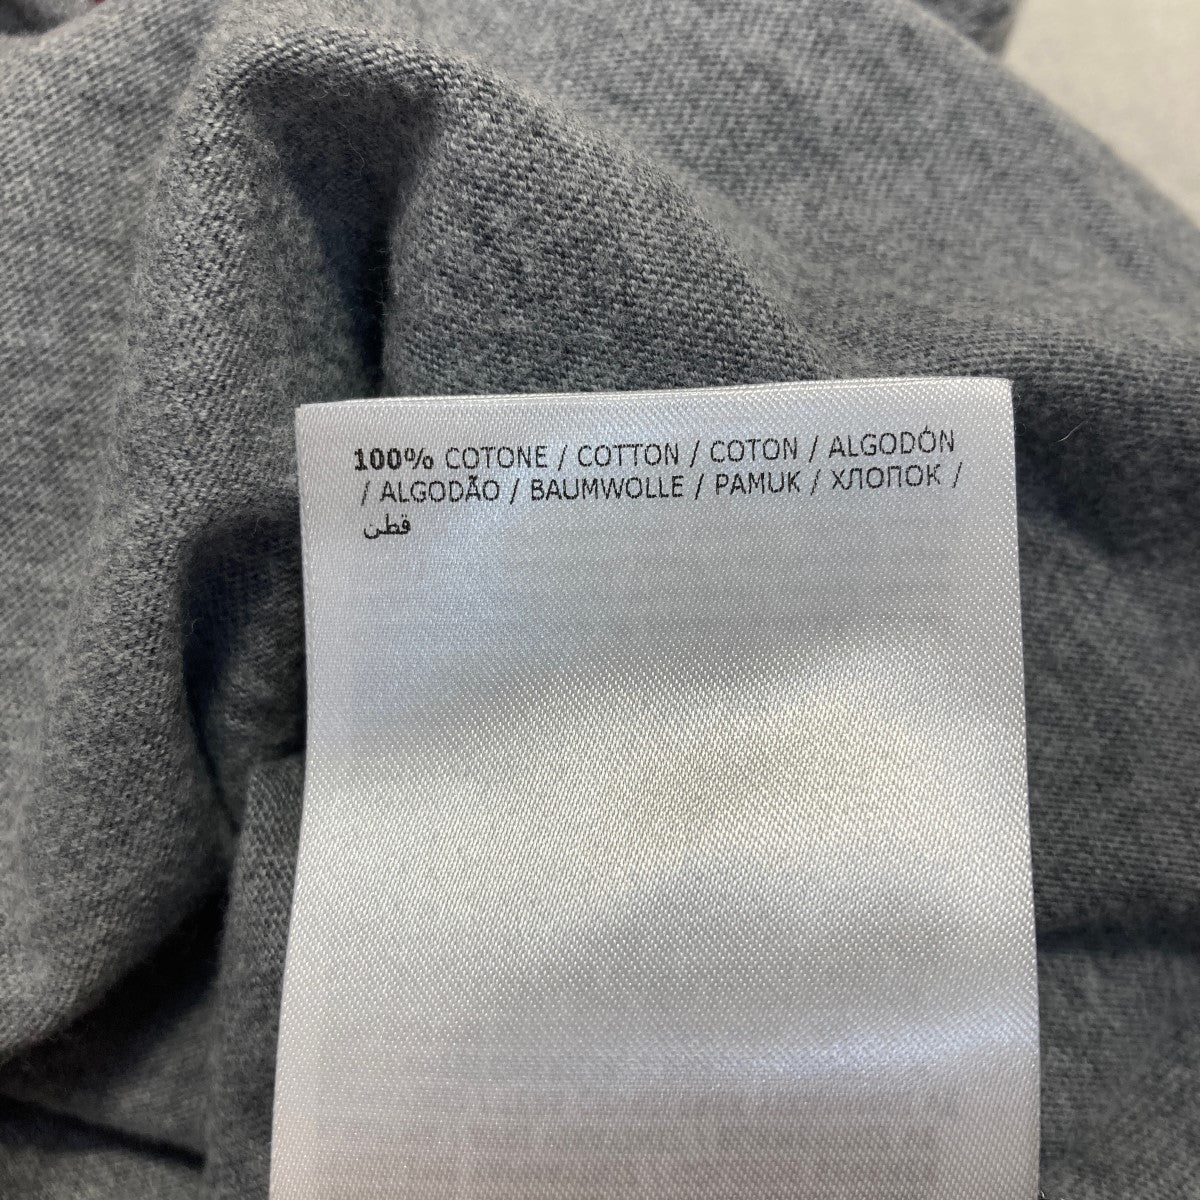 100% COTONE / COTTON / COTON / ALGODÓN
/ ALGODÃO / BAUMWOLLE / PAMUK / ХЛОПОК /
قطن